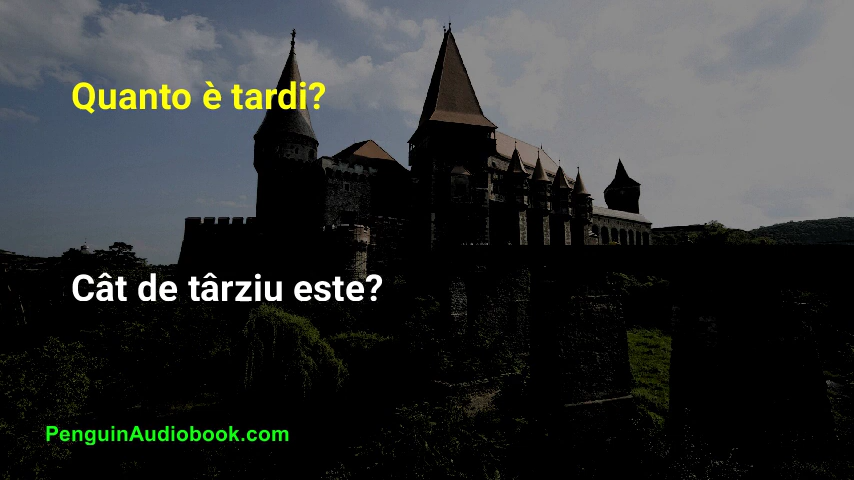 Quanto è tardi?
Cât de târziu este?
PenguinAudiobook.com